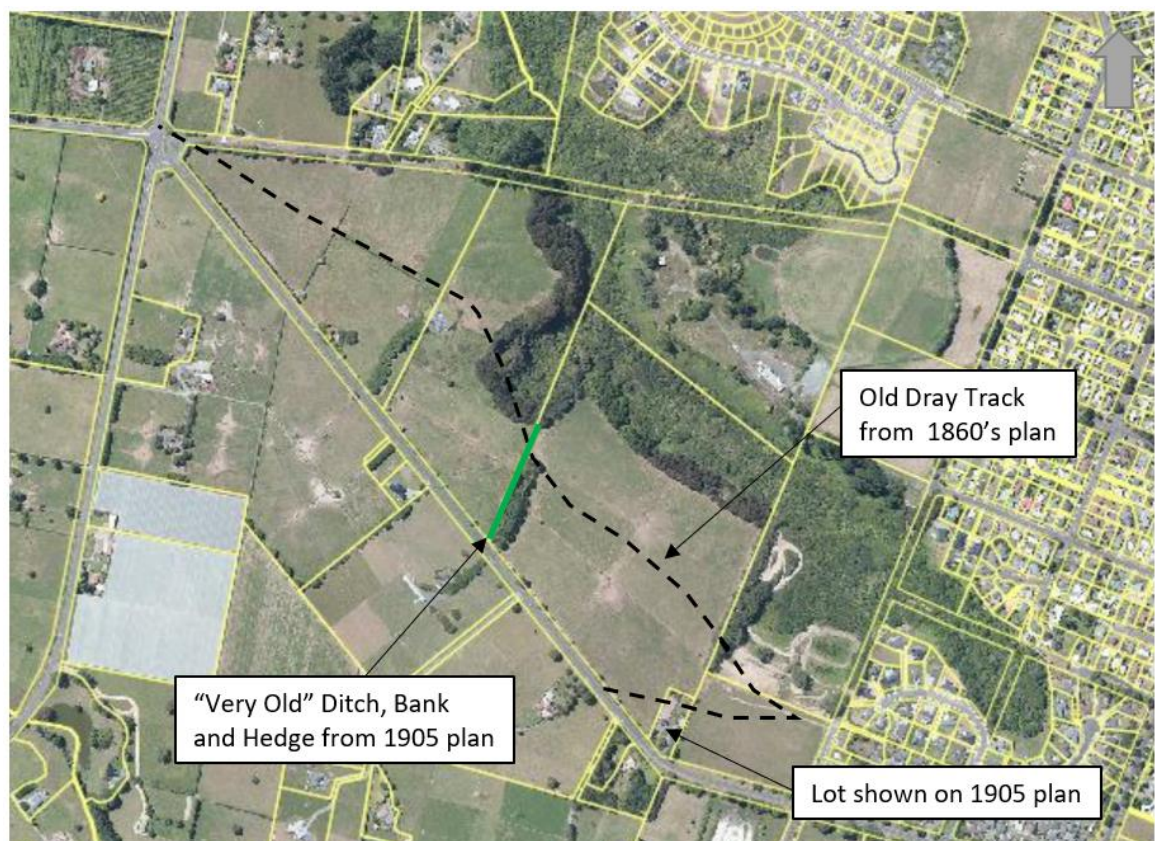 Old Dray Track
from 1860's plan
"Very Old" Ditch, Bank
and Hedge from 1905 plan
Lot shown on 1905 plan